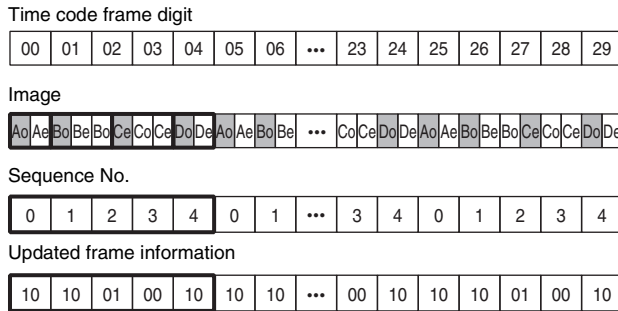 Time code frame digit
00 01 02 03 04 05 06 ••• 23 24 25 26 27 28 29
Image
Ao Ae Bo Be Bo Ce Co Ce Do De Ao Ae Bo Be ••• Co Ce Do De Ao Ae Bo Be Bo Ce Co Ce Do De
Sequence No.
0 1 2 3 4 0 1 ••• 3 4 0 1 2 3 4
Updated frame information
10 10 01 00 10 10 10 ••• 00 10 10 10 01 00 10